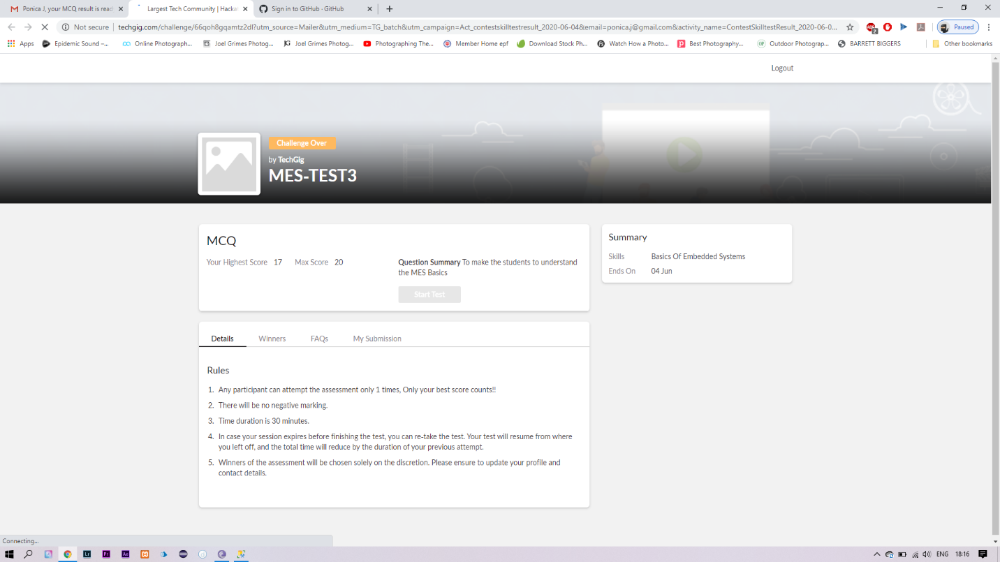 Ponica J, your MCQ result is read
Largest Tech Community | Hacka
Sign in to GitHub · GitHub
Not secure
techgig.com/challenge/66qoh8gqamtz2dl?utm_source=Mailer&utm_medium=TG_batch&utm_campaign=Act_contestskilltestresult_2020-06-04&email=ponica.j@gmail.com&activity_name=ContestSkilltestResult_2020-06-0...
2
Paused
Apps
Epidemic Sound –...
Online Photograph...
Joel Grimes Photog...
Joel Grimes Photog...
Photographing The...
Member Home epf
Download Stock Ph...
Watch How a Photo...
Best Photography...
Outdoor Photograp...
BARRETT BIGGERS
Other bookmarks
Logout
Challenge Over
by TechGig
MES-TEST3
MCQ
Your Highest Score 17 Max Score 20
Question Summary To make the students to understand
the MES Basics
Start Test
Summary
Skills Basics Of Embedded Systems
Ends On 04 Jun
Details Winners FAQs My Submission
Rules
1. Any participant can attempt the assessment only 1 times, Only your best score counts!!
2. There will be no negative marking.
3. Time duration is 30 minutes.
4. In case your session expires before finishing the test, you can re-take the test. Your test will resume from where
you left off, and the total time will reduce by the duration of your previous attempt.
5. Winners of the assessment will be chosen solely on the discretion. Please ensure to update your profile and
contact details.
Connecting...
Lr
Pr
Ae
ENG
18:16